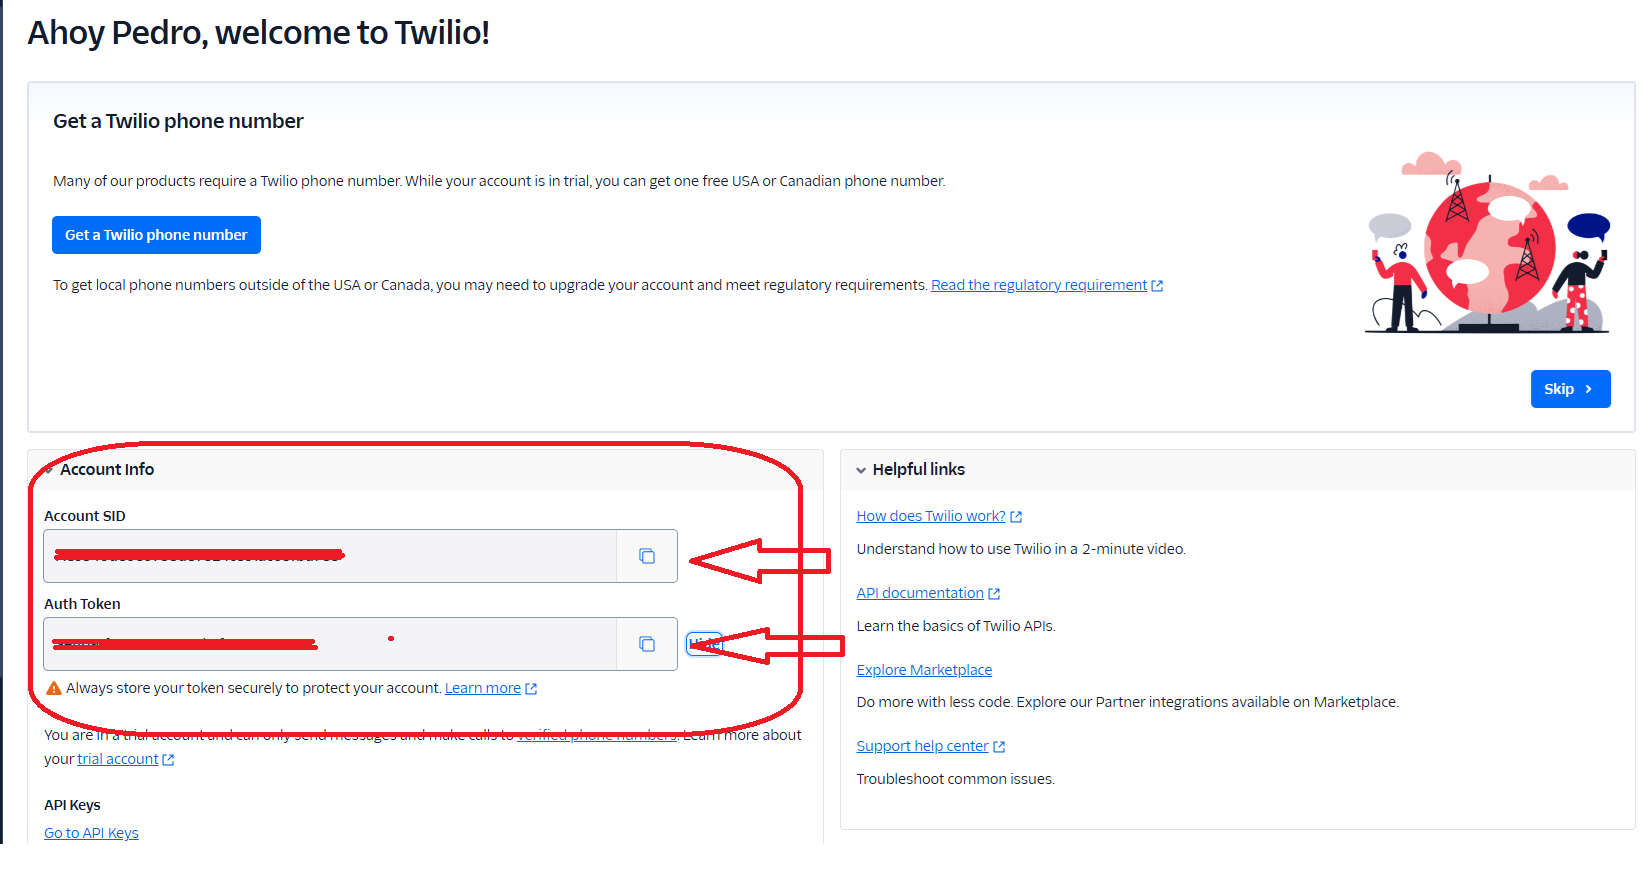 Ahoy Pedro, welcome to Twilio!
Get a Twilio phone number
Many of our products require a Twilio phone number. While your account is in trial, you can get one free USA or Canadian phone number.
Get a Twilio phone number
To get local phone numbers outside of the USA or Canada, you may need to upgrade your account and meet regulatory requirements. Read the regulatory requirement
Skip
Account Info
Account SID
Auth Token
Hide
Always store your token securely to protect your account. Learn more
You are in a trial account and can only send messages and make calls to verified phone numbers. Learn more about
your trial account
API Keys
Go to API Keys
Helpful links
How does Twilio work?
Understand how to use Twilio in a 2-minute video.
API documentation
Learn the basics of Twilio APIs.
Explore Marketplace
Do more with less code. Explore our Partner integrations available on Marketplace.
Support help center
Troubleshoot common issues.